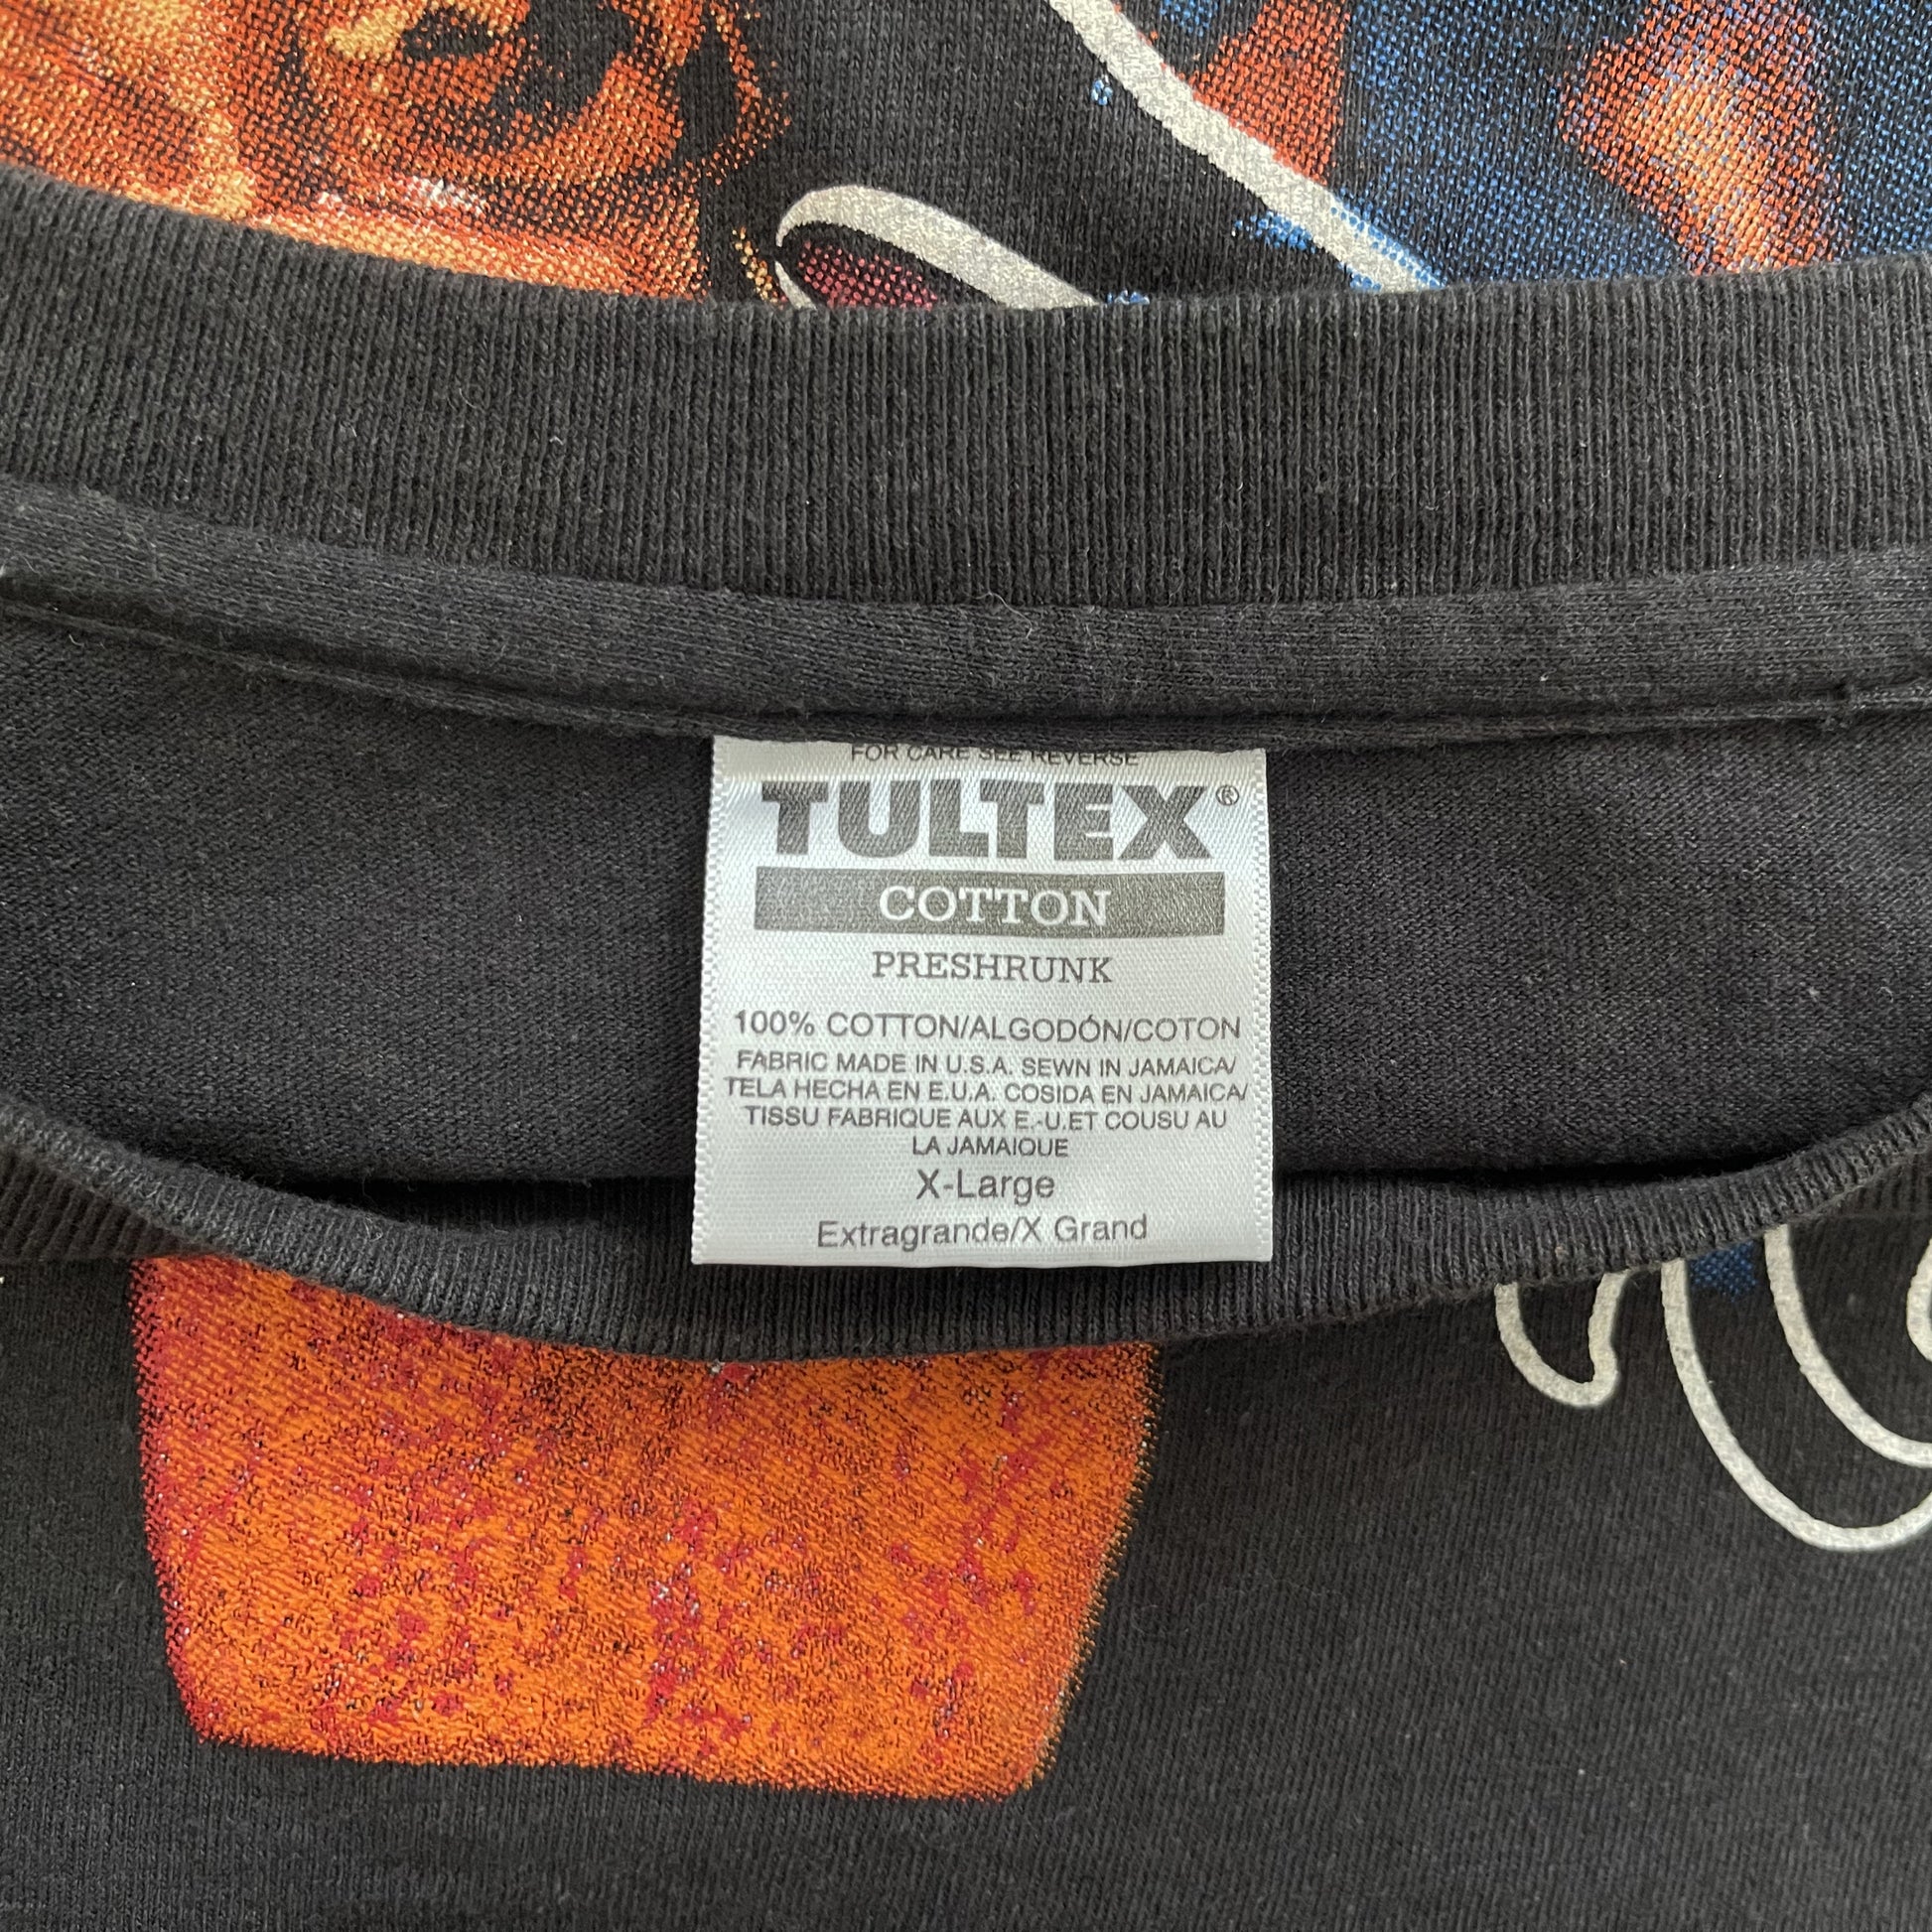 FOR CARE SEE REVERSE
TULTEX®
COTTON
PRESHRUNK
100% COTTON/ALGODÓN/COTON
FABRIC MADE IN U.S.A. SEWN IN JAMAICA/
TELA HECHA EN E.U.A. COSIDA EN JAMAICA/
TISSU FABRIQUE AUX E.-U.ET COUSU AU
LA JAMAIQUE
X-Large
Extragrande/X Grand